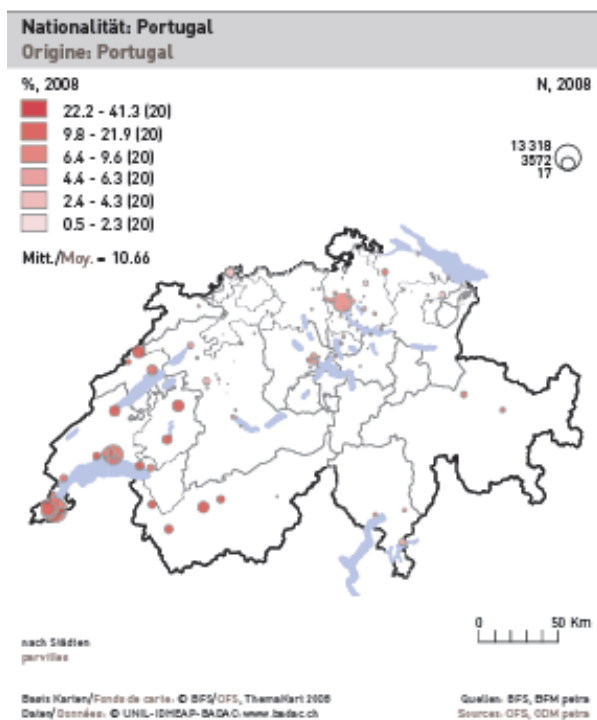 Nationalität: Portugal
Origine: Portugal
%, 2008
N, 2008
22.2 - 41.3 (20)
9.8 - 21.9 (20)
6.4 - 9.6 (20)
4.4 - 6.3 (20)
2.4 - 4.3 (20)
0.5 - 2.3 (20)
13 318
3572
17
Mitt./Moy. = 10.66
0 50 Km
nach Städten
par villes
Basis Karten/Fonds de carte: © BFS/OFS, ThemaKart 2008
Quellen: BFS, BFM petra
Daten/Données: © UNIL-IDHEAP-BADAC: www.badac.ch
Sources: OFS, ODM petra